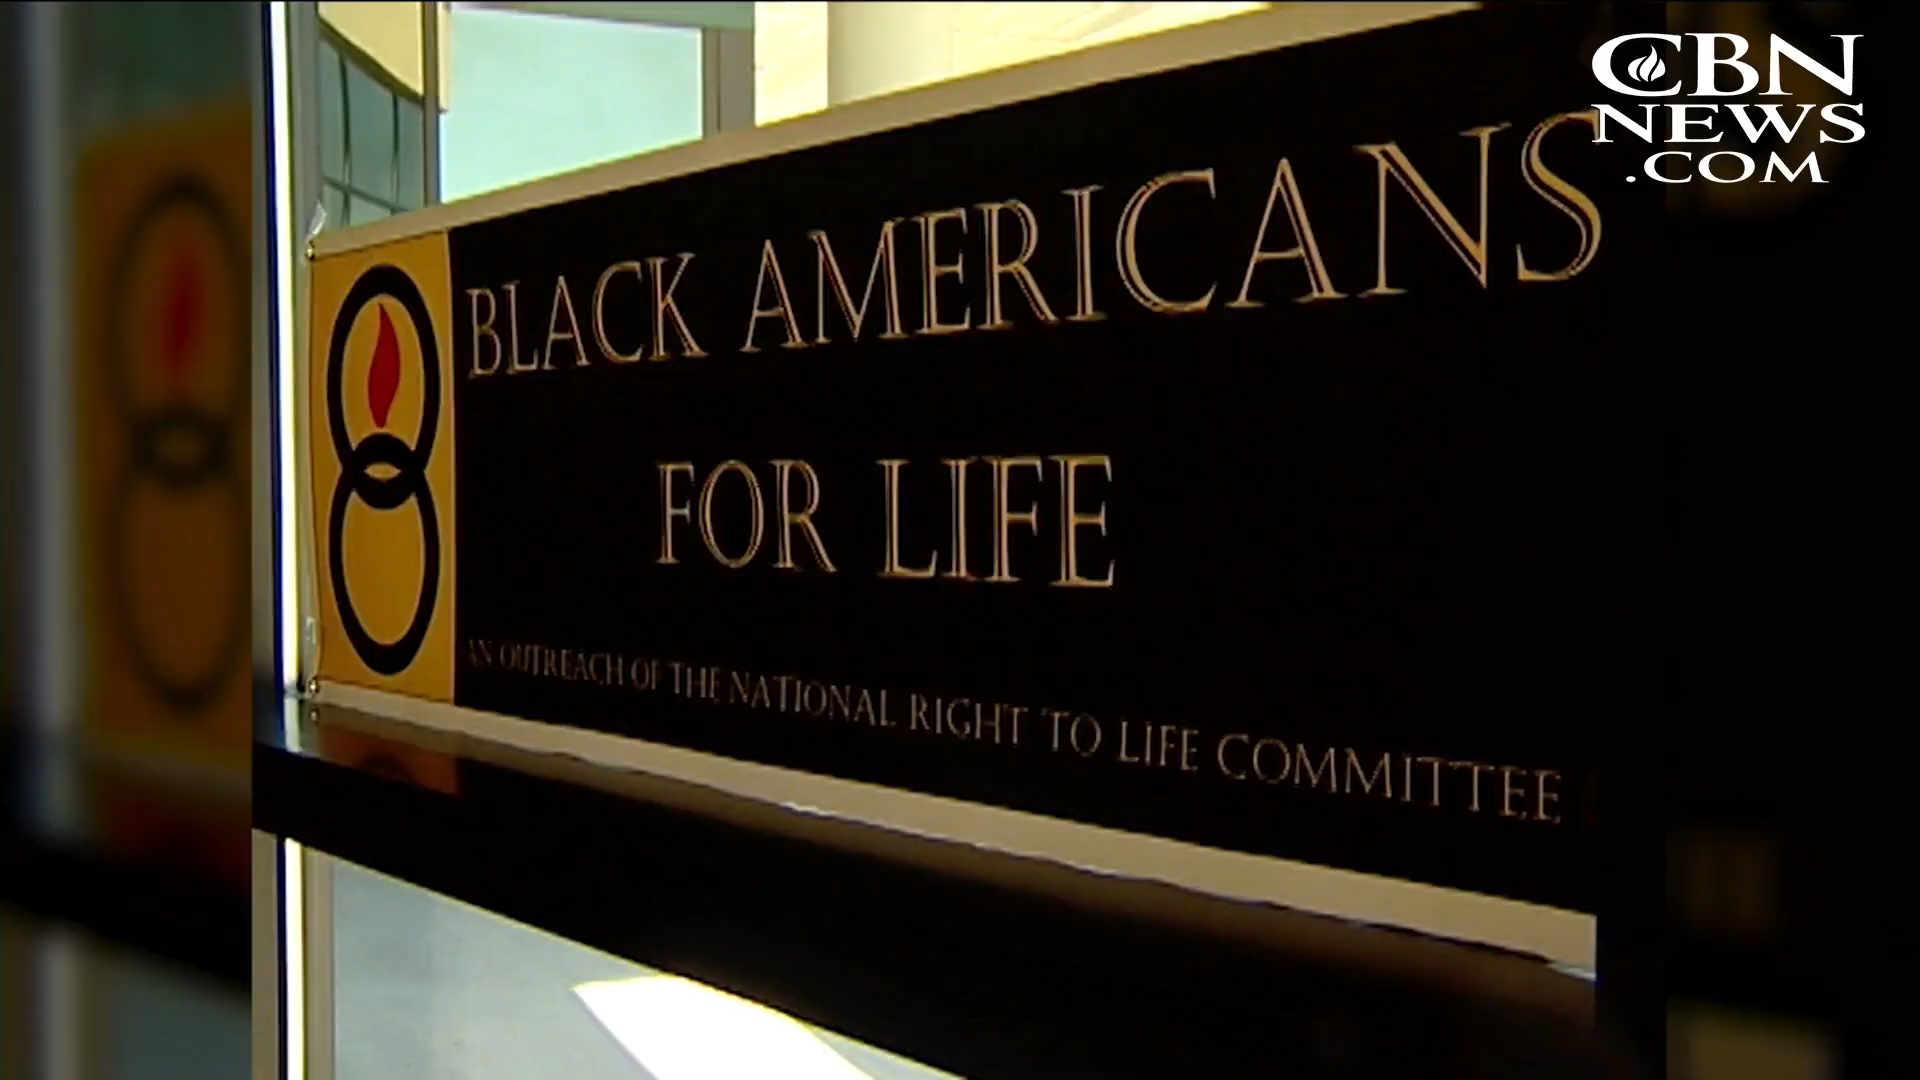 CBN
NEWS
.COM
BLACK AMERICANS
FOR LIFE
AN OUTREACH OF THE NATIONAL RIGHT TO LIFE COMMITTEE